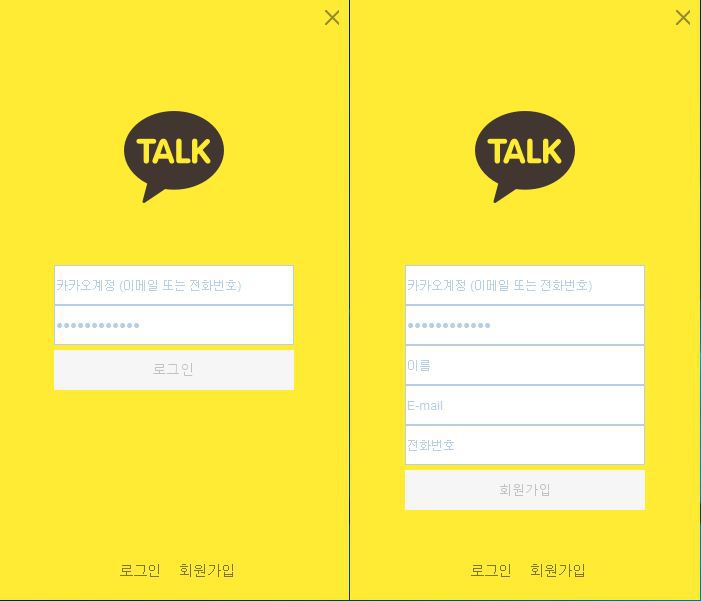 TALK
카카오계정 (이메일 또는 전화번호)
••••••••••••
로그인
로그인 회원가입
TALK
카카오계정 (이메일 또는 전화번호)
••••••••••••
이름
E-mail
전화번호
회원가입
로그인 회원가입